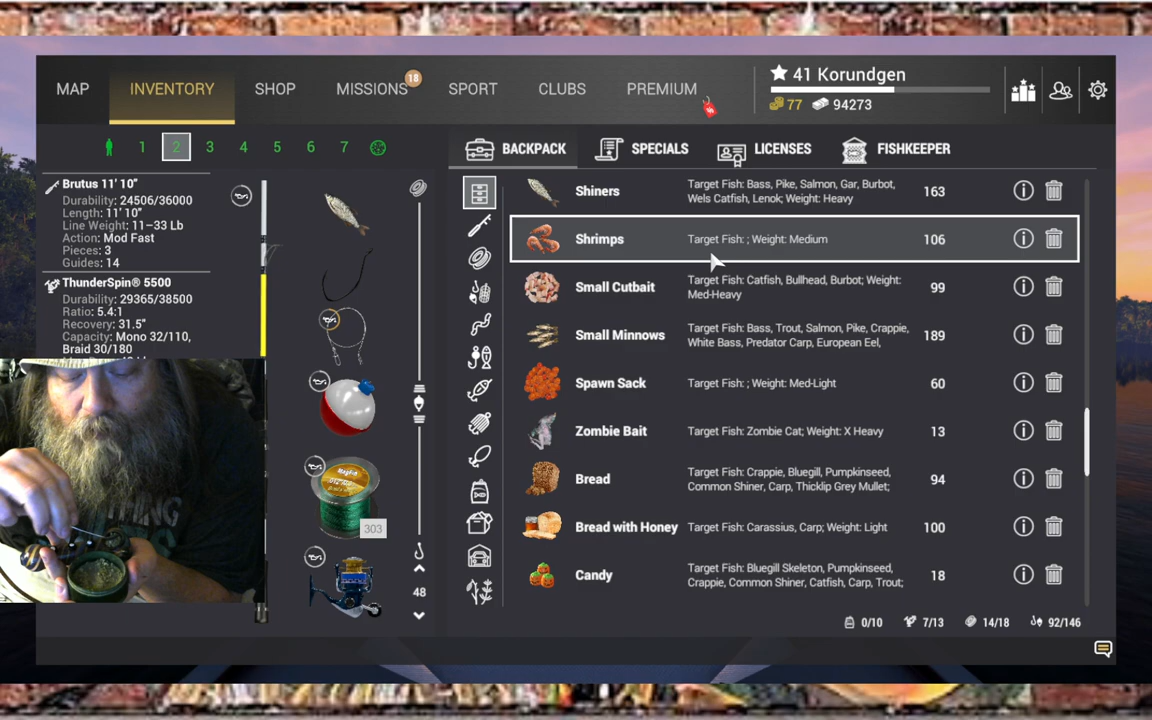 MAP
INVENTORY
SHOP
MISSIONS
18
SPORT
CLUBS
PREMIUM
41 Korundgen
77
94273
1
2
3
4
5
6
7
BACKPACK
SPECIALS
LICENSES
FISHKEEPER
Brutus 11' 10"
Durability: 24506/36000
Length: 11' 10"
Line Weight: 11–33 Lb
Action: Mod Fast
Pieces: 3
Guides: 14
ThunderSpin® 5500
Durability: 29365/38500
Ratio: 5.4:1
Recovery: 31.5"
Capacity: Mono 32/110,
Braid 30/180
303
48
Shiners
Target Fish: Bass, Pike, Salmon, Gar, Burbot,
Wels Catfish, Lenok; Weight: Heavy
163
Shrimps
Target Fish: ; Weight: Medium
106
Small Cutbait
Target Fish: Catfish, Bullhead, Burbot; Weight:
Med-Heavy
99
Small Minnows
Target Fish: Bass, Trout, Salmon, Pike, Crappie,
White Bass, Predator Carp, European Eel,
189
Spawn Sack
Target Fish: ; Weight: Med-Light
60
Zombie Bait
Target Fish: Zombie Cat; Weight: X Heavy
13
Bread
Target Fish: Crappie, Bluegill, Pumpkinseed,
Common Shiner, Carp, Thicklip Grey Mullet;
94
Bread with Honey
Target Fish: Carassius, Carp; Weight: Light
100
Candy
Target Fish: Bluegill Skeleton, Pumpkinseed,
Crappie, Common Shiner, Catfish, Carp, Trout;
18
0/10
7/13
14/18
92/146